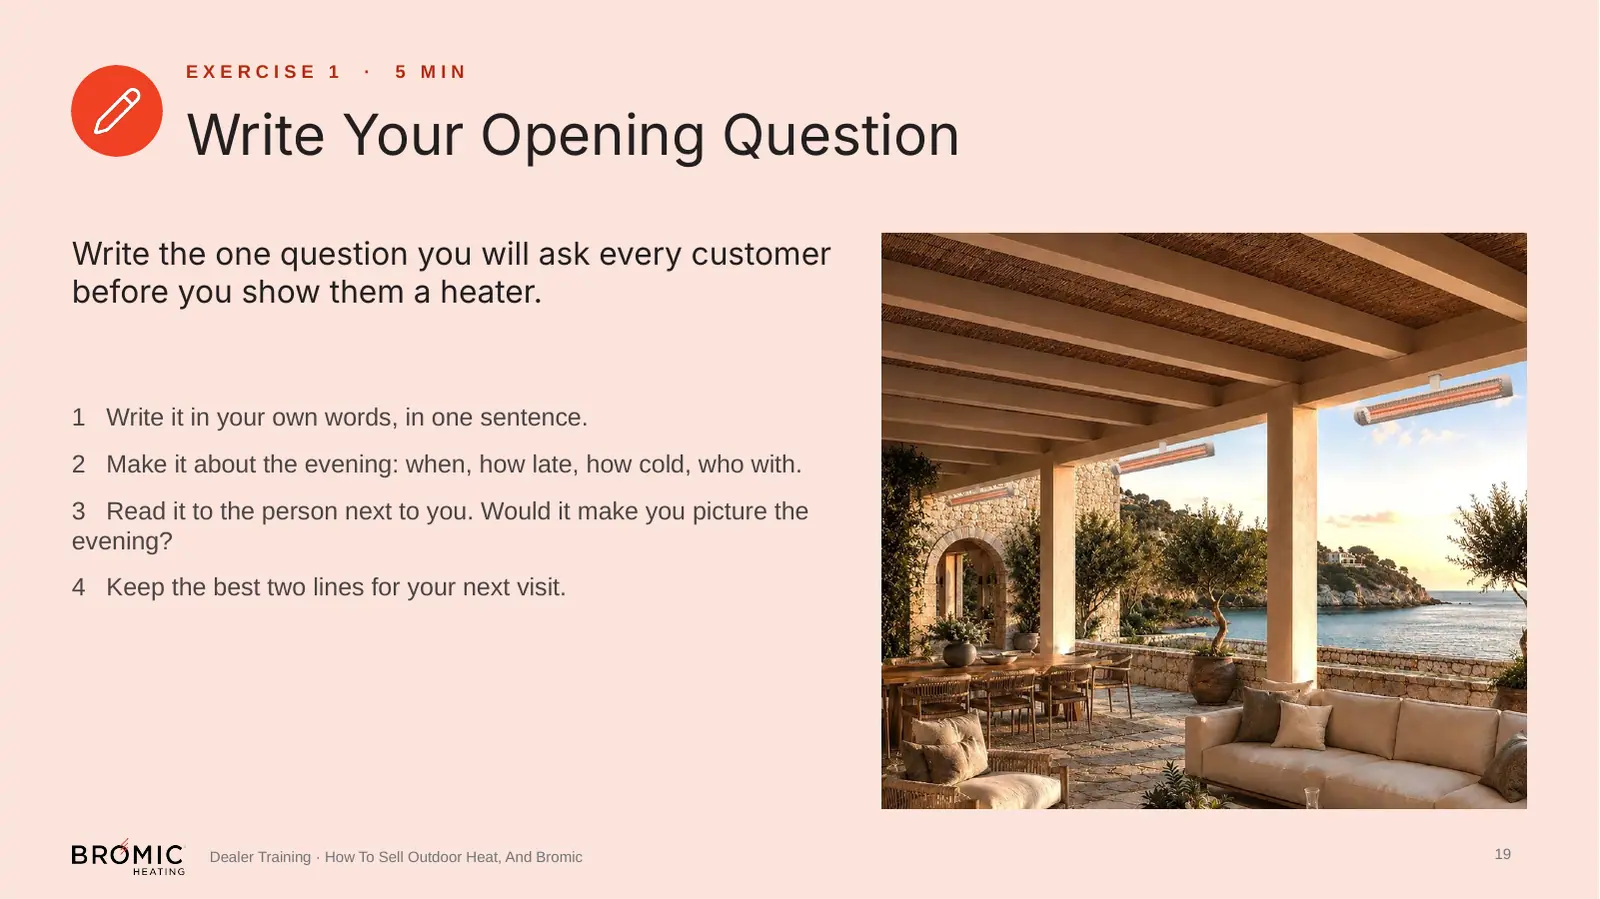 EXERCISE 1 · 5 MIN
Write Your Opening Question
Write the one question you will ask every customer
before you show them a heater.
1 Write it in your own words, in one sentence.
2 Make it about the evening: when, how late, how cold, who with.
3 Read it to the person next to you. Would it make you picture the
evening?
4 Keep the best two lines for your next visit.
BROMIC
HEATING
Dealer Training · How To Sell Outdoor Heat, And Bromic
19